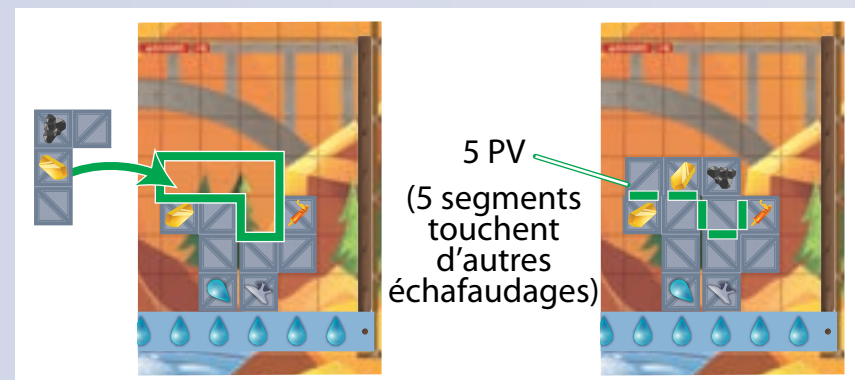 5 PV
(5 segments
touchent
d'autres
échafaudages)